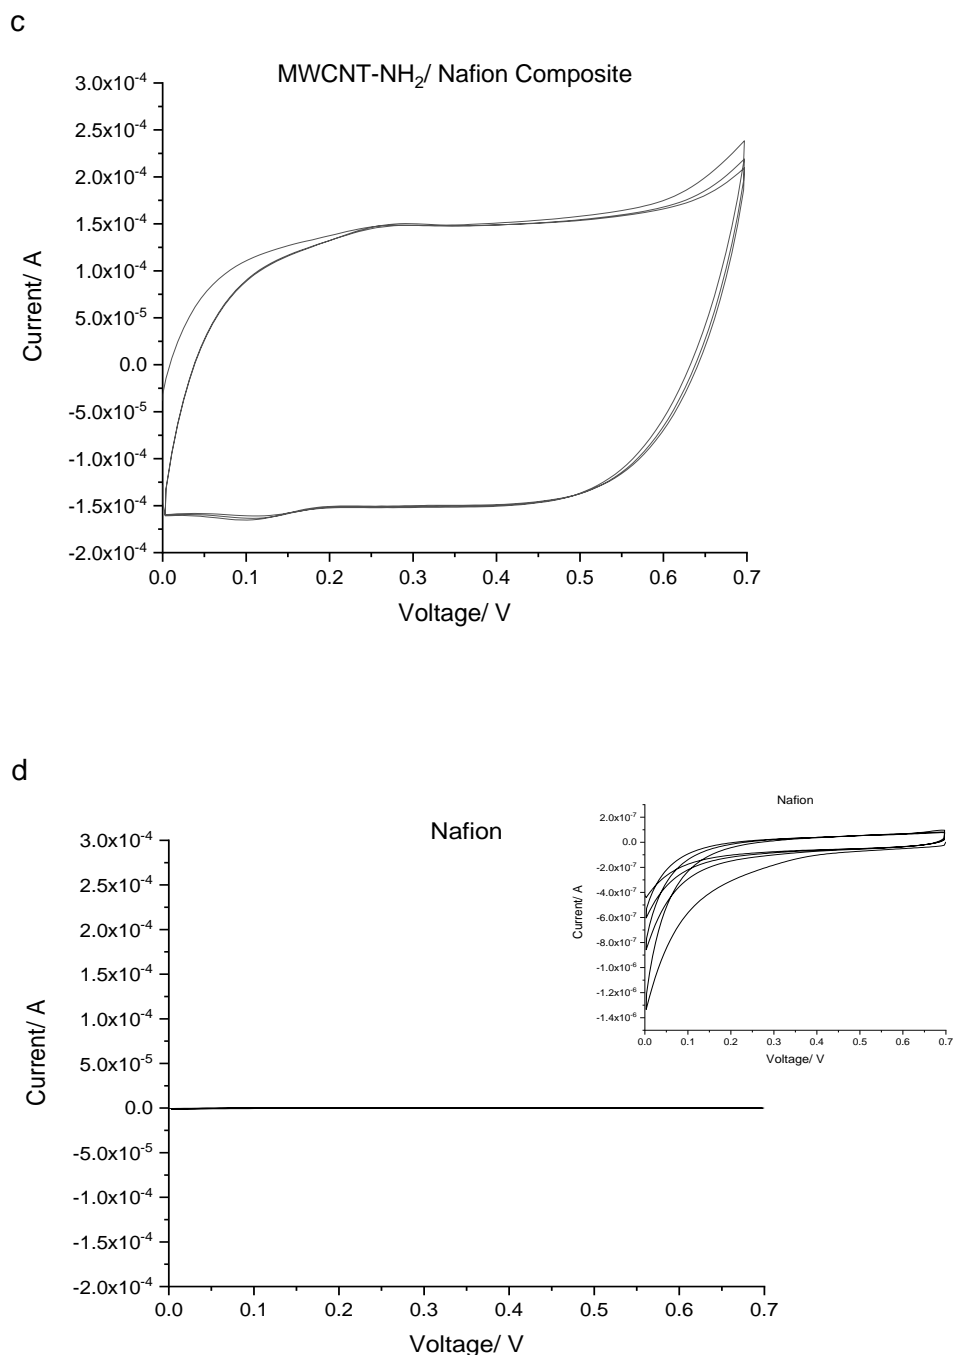 c
MWCNT-NH₂/ Nafion Composite
3.0x10⁻⁴
2.5x10⁻⁴
2.0x10⁻⁴
1.5x10⁻⁴
1.0x10⁻⁴
5.0x10⁻⁵
0.0
-5.0x10⁻⁵
-1.0x10⁻⁴
-1.5x10⁻⁴
-2.0x10⁻⁴
Current/ A
0.0 0.1 0.2 0.3 0.4 0.5 0.6 0.7
Voltage/ V
d
Nafion
3.0x10⁻⁴
2.5x10⁻⁴
2.0x10⁻⁴
1.5x10⁻⁴
1.0x10⁻⁴
5.0x10⁻⁵
0.0
-5.0x10⁻⁵
-1.0x10⁻⁴
-1.5x10⁻⁴
-2.0x10⁻⁴
Current/ A
0.0 0.1 0.2 0.3 0.4 0.5 0.6 0.7
Voltage/ V
Nafion
2.0x10⁻⁷
0.0
-2.0x10⁻⁷
-4.0x10⁻⁷
-6.0x10⁻⁷
-8.0x10⁻⁷
-1.0x10⁻⁶
-1.2x10⁻⁶
-1.4x10⁻⁶
Current/ A
0.0 0.1 0.2 0.3 0.4 0.5 0.6 0.7
Voltage/ V